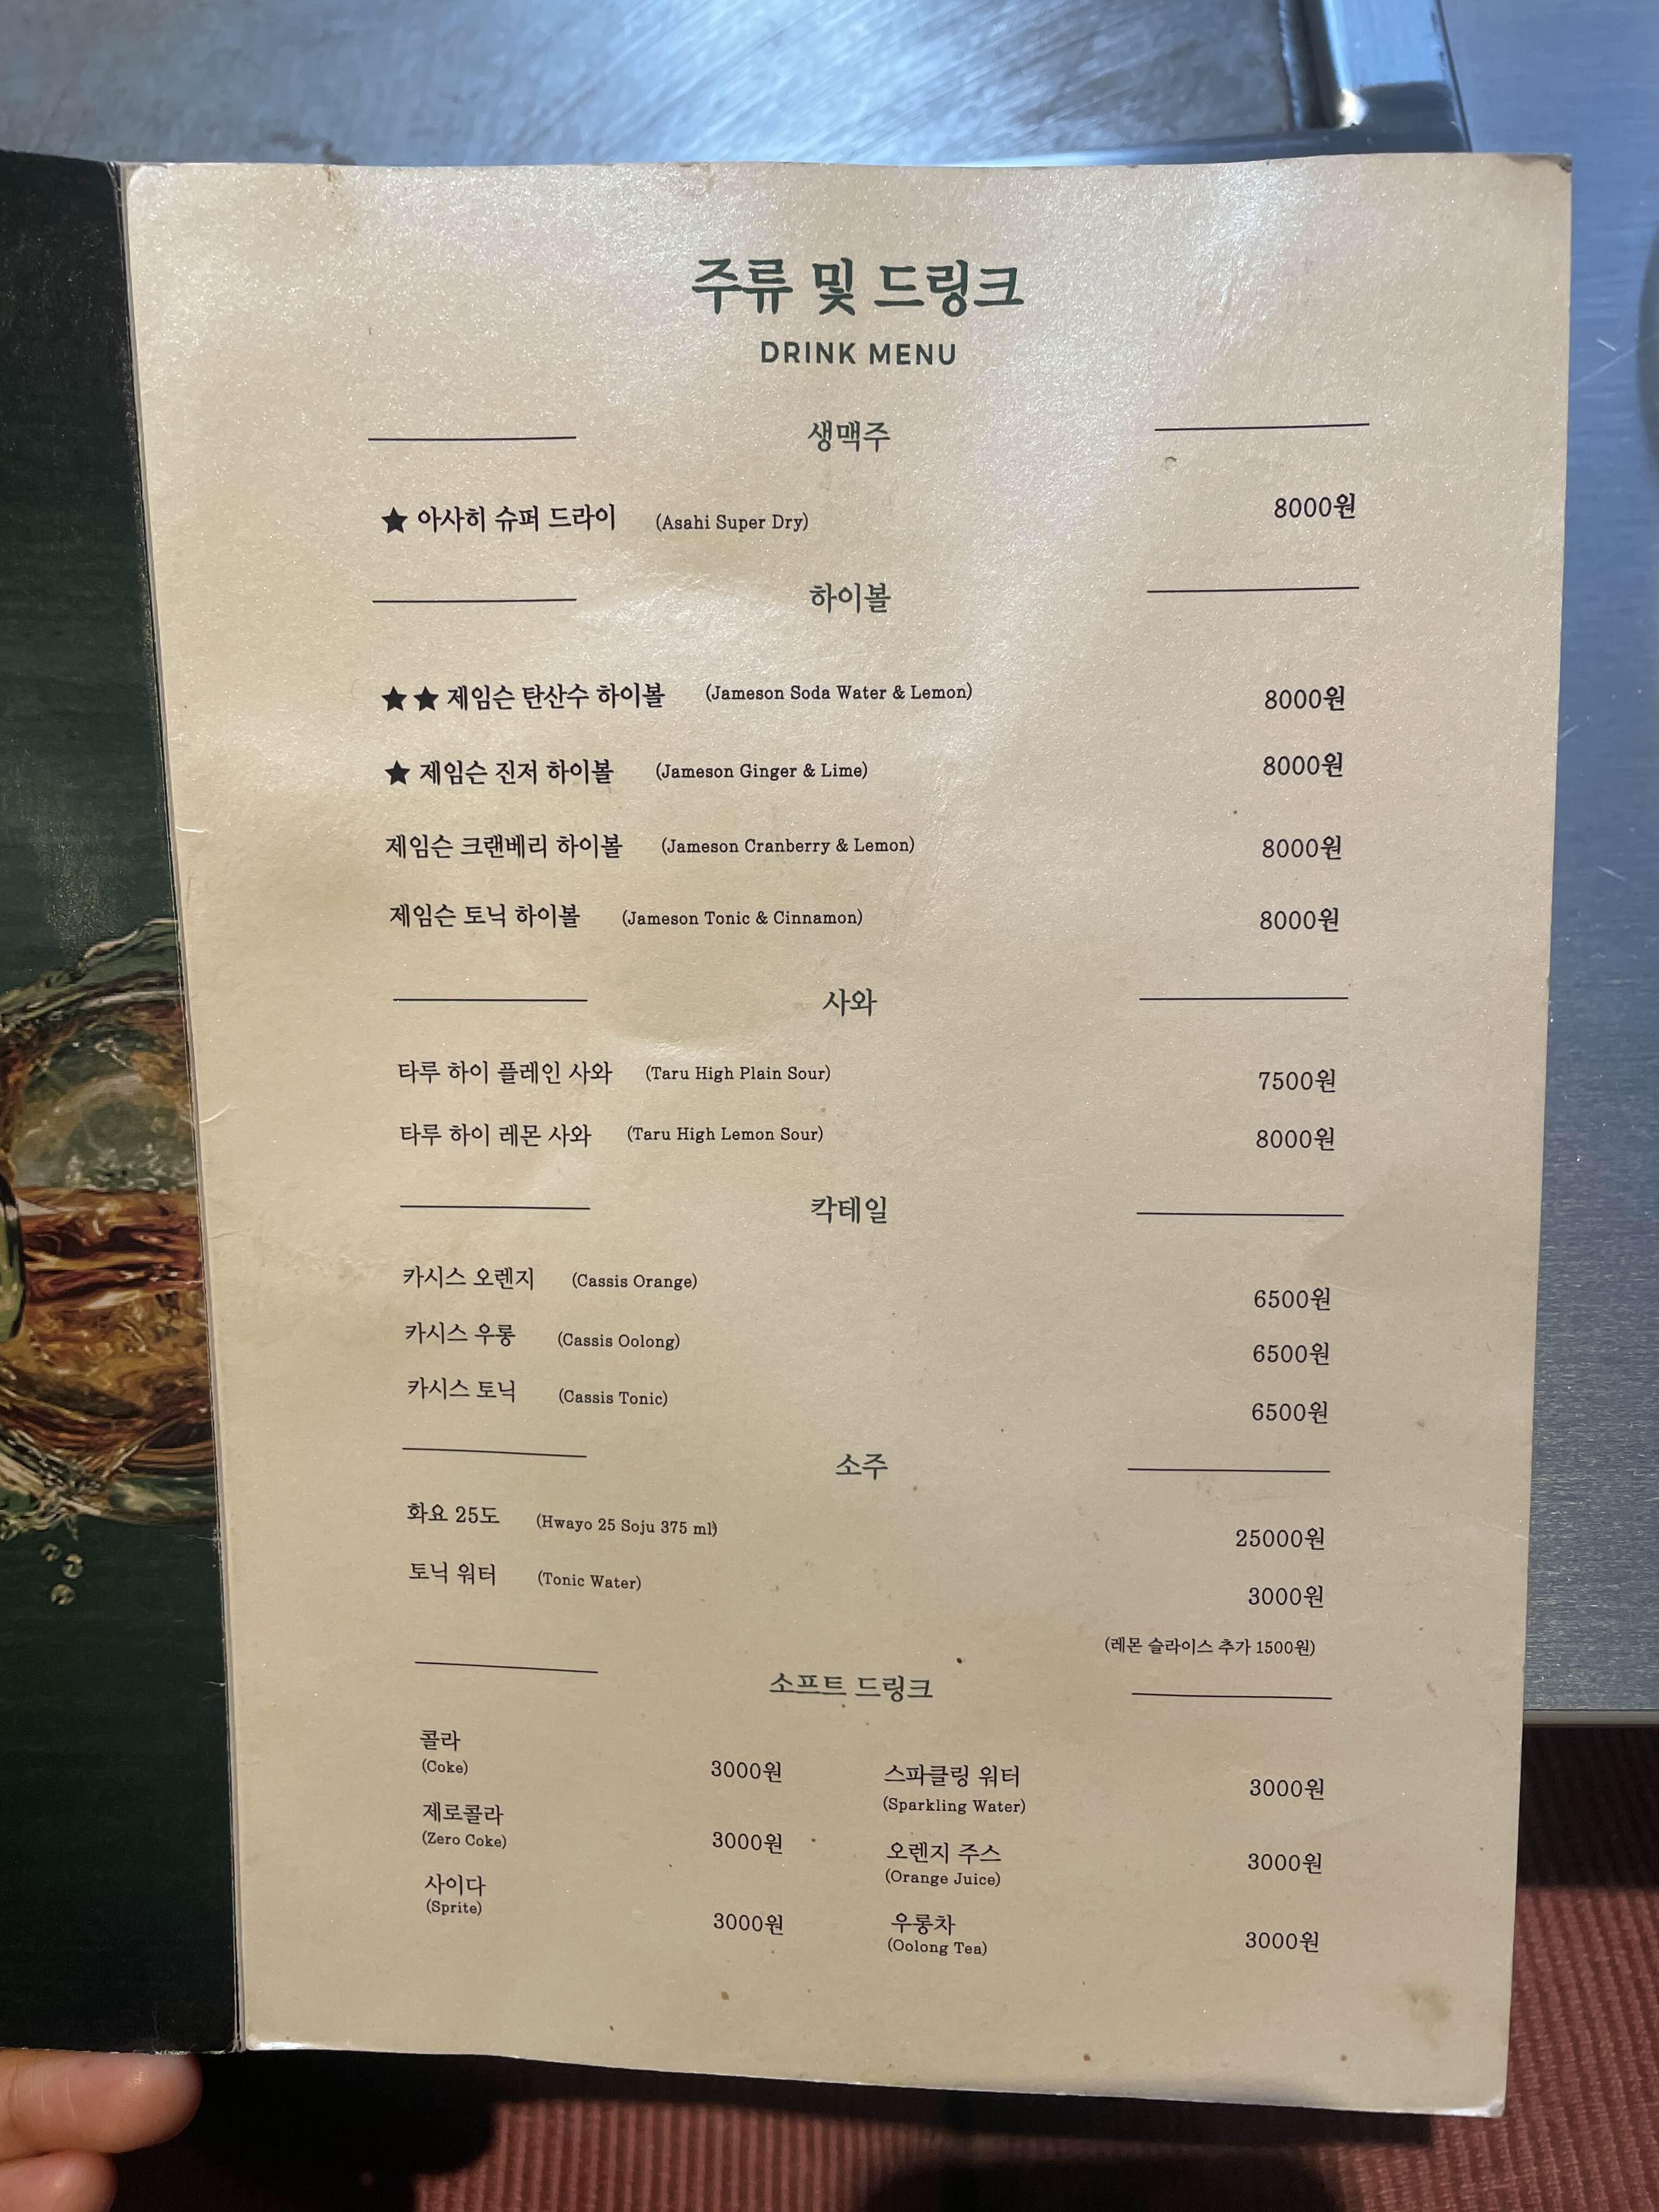 주류 및 드링크
DRINK MENU
생맥주
★ 아사히 슈퍼 드라이 (Asahi Super Dry) 8000원
하이볼
★★ 제임슨 탄산수 하이볼 (Jameson Soda Water & Lemon) 8000원
★ 제임슨 진저 하이볼 (Jameson Ginger & Lime) 8000원
제임슨 크랜베리 하이볼 (Jameson Cranberry & Lemon) 8000원
제임슨 토닉 하이볼 (Jameson Tonic & Cinnamon) 8000원
사와
타루 하이 플레인 사와 (Taru High Plain Sour) 7500원
타루 하이 레몬 사와 (Taru High Lemon Sour) 8000원
칵테일
카시스 오렌지 (Cassis Orange) 6500원
카시스 우롱 (Cassis Oolong) 6500원
카시스 토닉 (Cassis Tonic) 6500원
소주
화요 25도 (Hwayo 25 Soju 375 ml) 25000원
토닉 워터 (Tonic Water) 3000원
(레몬 슬라이스 추가 1500원)
소프트 드링크
콜라
(Coke) 3000원
제로콜라
(Zero Coke) 3000원
사이다
(Sprite) 3000원
스파클링 워터
(Sparkling Water) 3000원
오렌지 주스
(Orange Juice) 3000원
우롱차
(Oolong Tea) 3000원